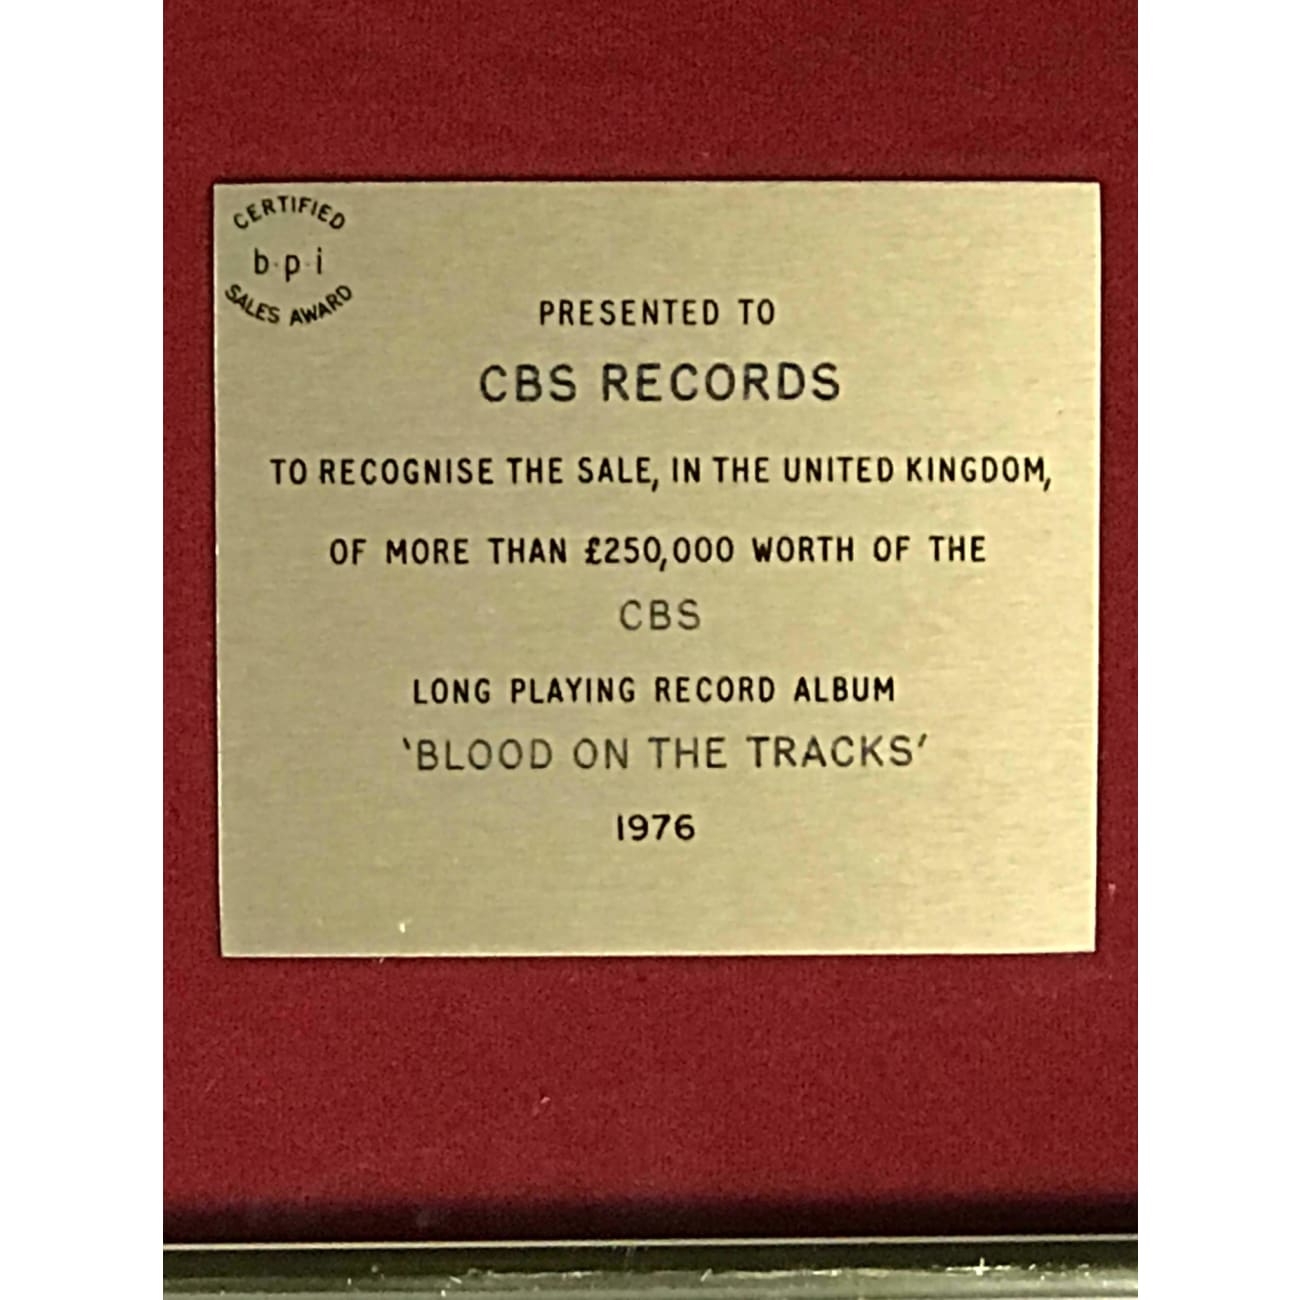 CERTIFIED
b·p·i
SALES AWARD
PRESENTED TO
CBS RECORDS
TO RECOGNISE THE SALE, IN THE UNITED KINGDOM,
OF MORE THAN £250,000 WORTH OF THE
CBS
LONG PLAYING RECORD ALBUM
'BLOOD ON THE TRACKS'
1976